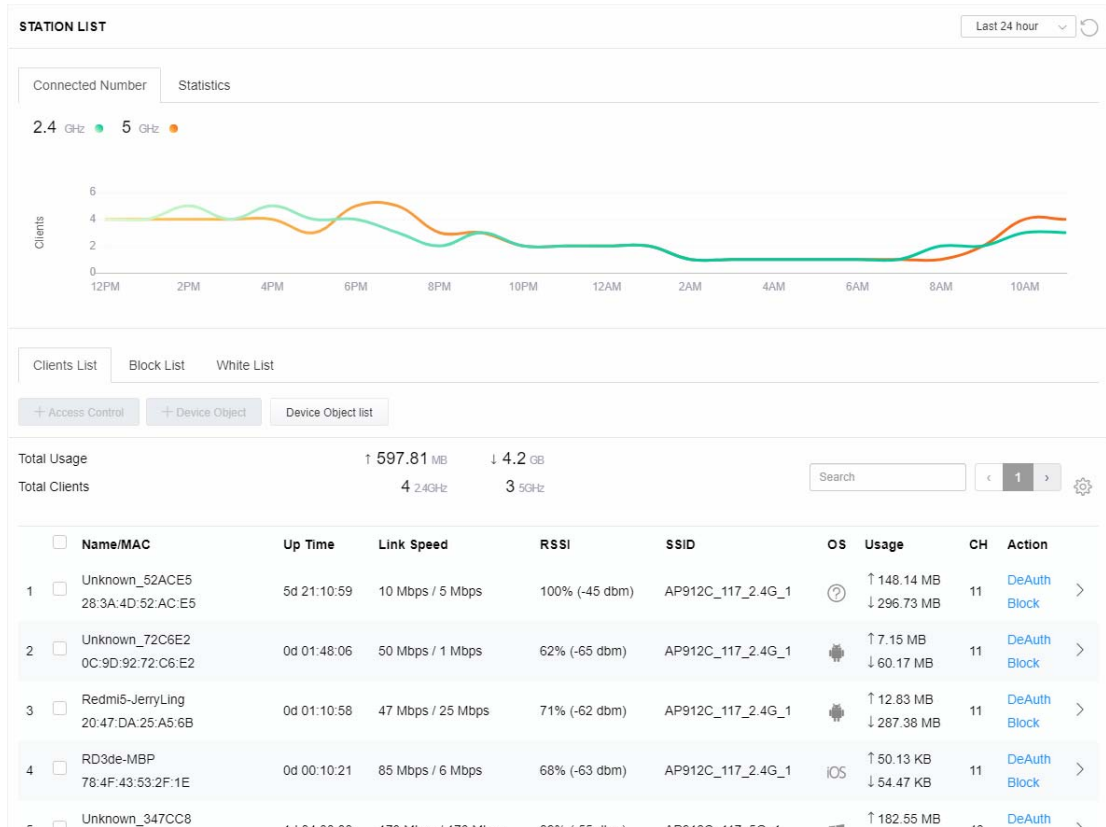 STATION LIST
Last 24 hour
Connected Number Statistics
2.4 GHz 5 GHz
Clients
6
4
2
0
12PM 2PM 4PM 6PM 8PM 10PM 12AM 2AM 4AM 6AM 8AM 10AM
Clients List Block List White List
+ Access Control + Device Object Device Object list
Total Usage ↑ 597.81 MB ↓ 4.2 GB
Total Clients 4 2.4GHz 3 5GHz
Search ‹ 1 ›
Name/MAC Up Time Link Speed RSSI SSID OS Usage CH Action
1 Unknown_52ACE5 5d 21:10:59 10 Mbps / 5 Mbps 100% (-45 dbm) AP912C_117_2.4G_1 ? ↑ 148.14 MB 11 DeAuth
28:3A:4D:52:AC:E5 ↓ 296.73 MB Block
2 Unknown_72C6E2 0d 01:48:06 50 Mbps / 1 Mbps 62% (-65 dbm) AP912C_117_2.4G_1 ↑ 7.15 MB 11 DeAuth
0C:9D:92:72:C6:E2 ↓ 60.17 MB Block
3 Redmi5-JerryLing 0d 01:10:58 47 Mbps / 25 Mbps 71% (-62 dbm) AP912C_117_2.4G_1 ↑ 12.83 MB 11 DeAuth
20:47:DA:25:A5:6B ↓ 287.38 MB Block
4 RD3de-MBP 0d 00:10:21 85 Mbps / 6 Mbps 68% (-63 dbm) AP912C_117_2.4G_1 iOS ↑ 50.13 KB 11 DeAuth
78:4F:43:53:2F:1E ↓ 54.47 KB Block
Unknown_347CC8 ↑ 182.55 MB DeAuth